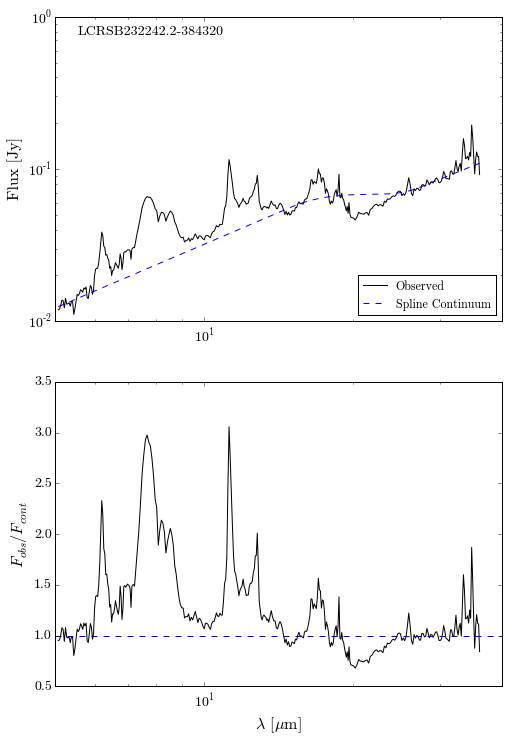 10^0
LCRSB232242.2-384320
Flux [Jy]
10^-1
Observed
Spline Continuum
10^-2
10^1
3.5
3.0
2.5
F_obs/F_cont
2.0
1.5
1.0
0.5
10^1
λ [μm]